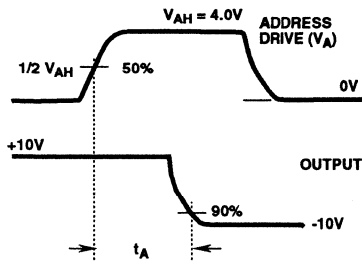 V_AH = 4.0V
ADDRESS
DRIVE (V_A)
1/2 V_AH
50%
0V
+10V
OUTPUT
90%
-10V
t_A